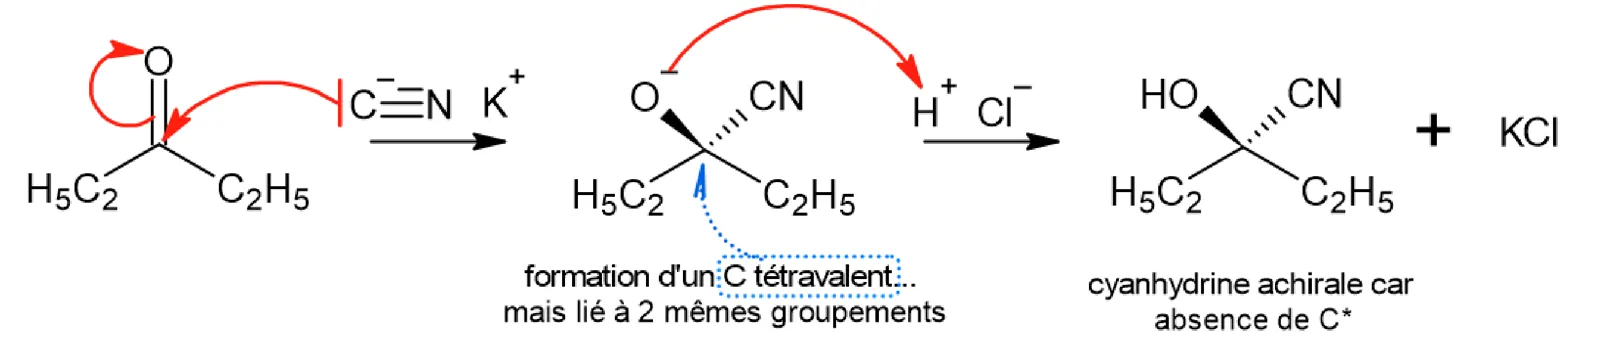 O
C⁻≡N K⁺
H5C2 C2H5
O⁻ CN
H5C2 C2H5
formation d'un C tétravalent...
mais lié à 2 mêmes groupements
H⁺ Cl⁻
HO CN
H5C2 C2H5
cyanhydrine achirale car
absence de C*
+ KCl